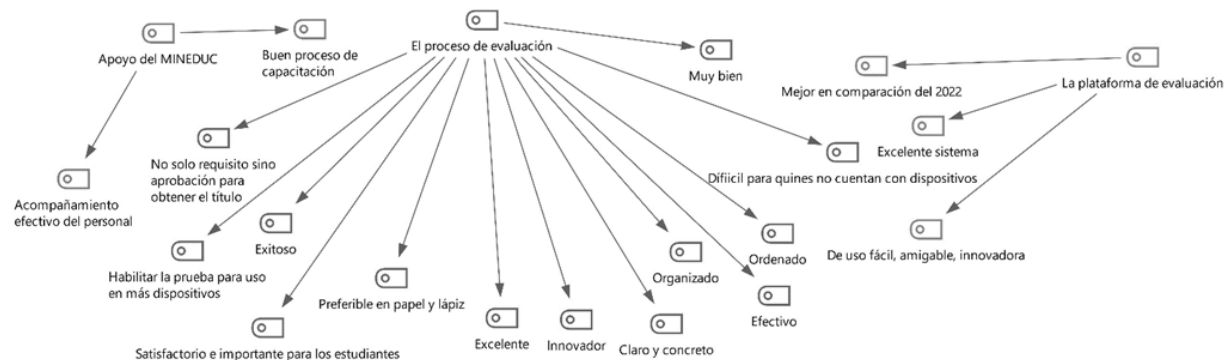 Apoyo del MINEDUC
Buen proceso de
capacitación
El proceso de evaluación
Muy bien
Mejor en comparación del 2022
La plataforma de evaluación
No solo requisito sino
aprobación para
obtener el título
Excelente sistema
Dífiicil para quines no cuentan con dispositivos
Acompañamiento
efectivo del personal
Exitoso
Ordenado
De uso fácil, amigable, innovadora
Habilitar la prueba para uso
en más dispositivos
Organizado
Preferible en papel y lápiz
Efectivo
Satisfactorio e importante para los estudiantes
Excelente
Innovador
Claro y concreto